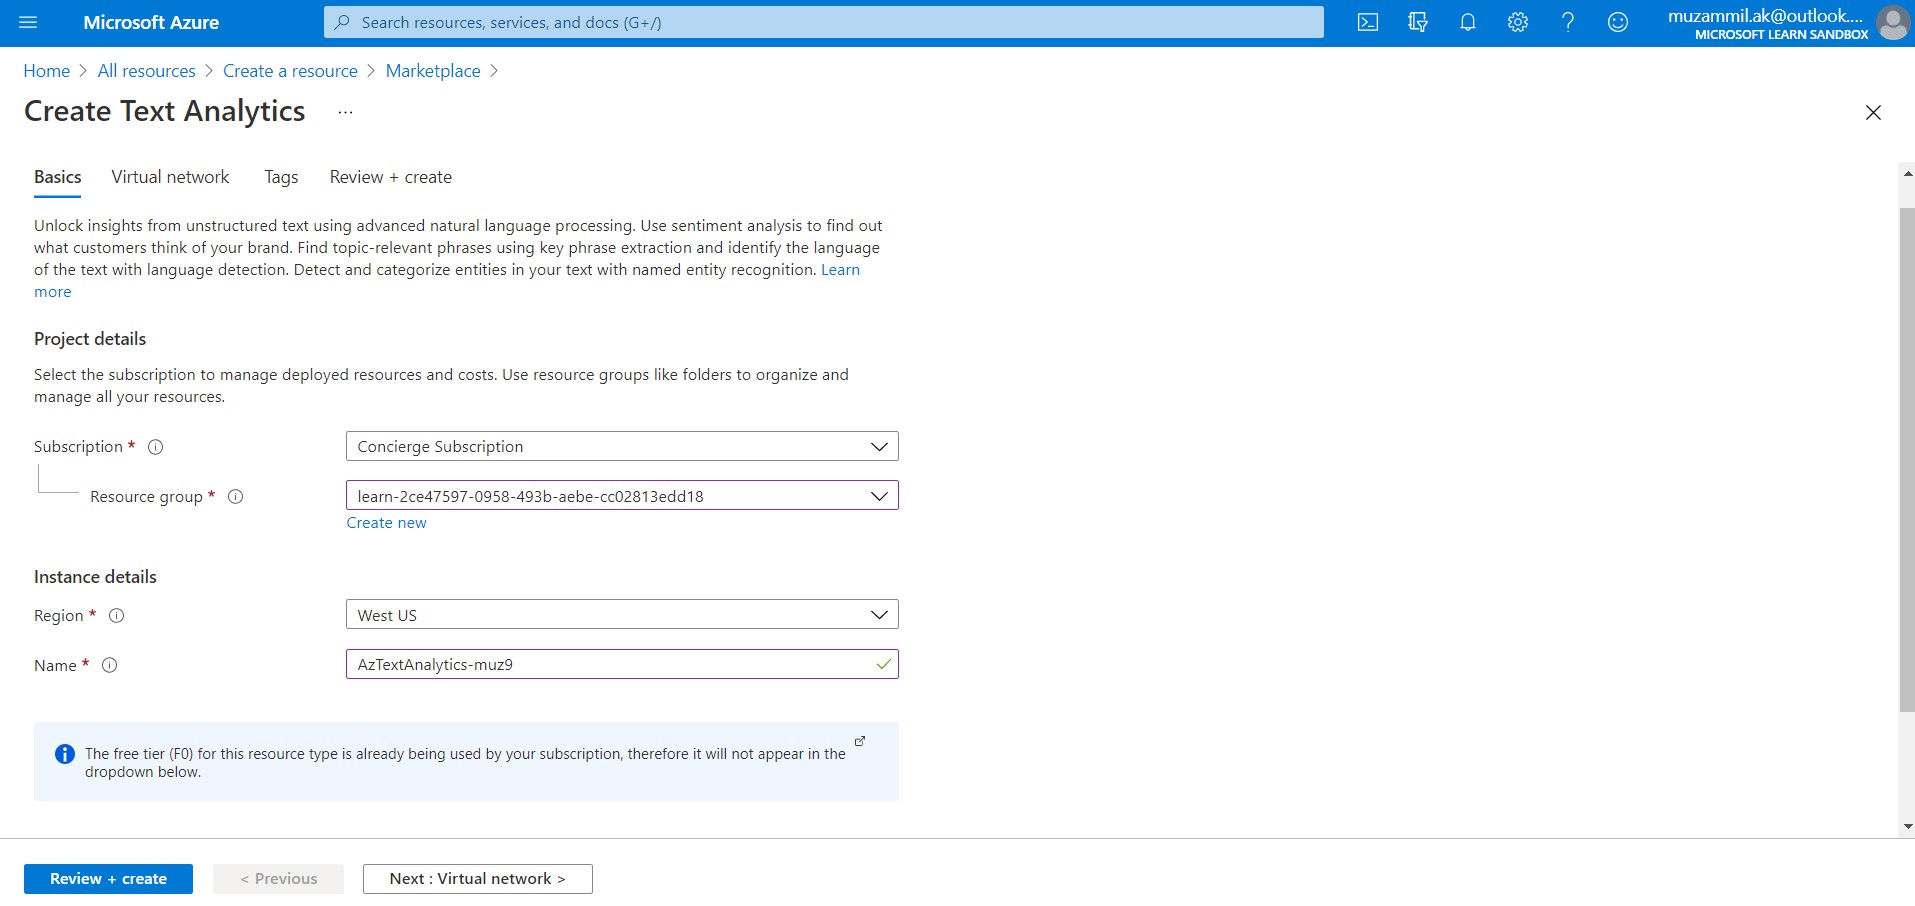 Microsoft Azure
Search resources, services, and docs (G+/)
muzammil.ak@outlook....
MICROSOFT LEARN SANDBOX
Home > All resources > Create a resource > Marketplace >
Create Text Analytics ...
Basics
Virtual network
Tags
Review + create
Unlock insights from unstructured text using advanced natural language processing. Use sentiment analysis to find out
what customers think of your brand. Find topic-relevant phrases using key phrase extraction and identify the language
of the text with language detection. Detect and categorize entities in your text with named entity recognition. Learn
more
Project details
Select the subscription to manage deployed resources and costs. Use resource groups like folders to organize and
manage all your resources.
Subscription *
Concierge Subscription
Resource group *
learn-2ce47597-0958-493b-aebe-cc02813edd18
Create new
Instance details
Region *
West US
Name *
AzTextAnalytics-muz9
The free tier (F0) for this resource type is already being used by your subscription, therefore it will not appear in the
dropdown below.
Review + create
< Previous
Next : Virtual network >